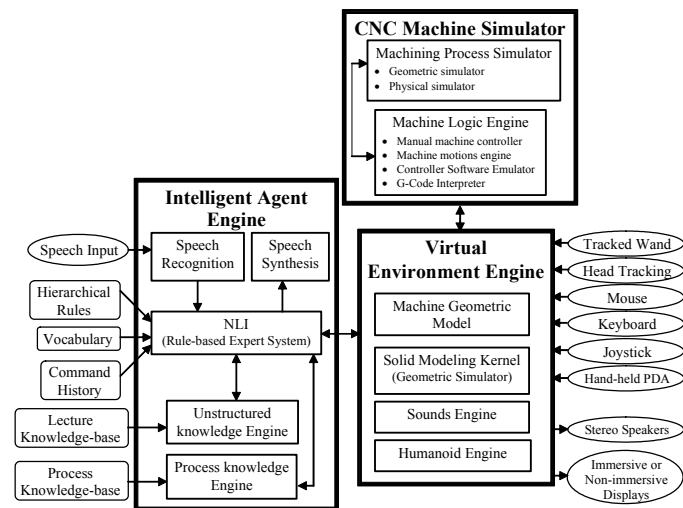 CNC Machine Simulator
Machining Process Simulator
• Geometric simulator
• Physical simulator
Machine Logic Engine
• Manual machine controller
• Machine motions engine
• Controller Software Emulator
• G-Code Interpreter
Intelligent Agent
Engine
Speech Input
Speech
Recognition
Speech
Synthesis
Hierarchical
Rules
Vocabulary
Command
History
NLI
(Rule-based Expert System)
Lecture
Knowledge-base
Unstructured
knowledge Engine
Process
Knowledge-base
Process knowledge
Engine
Virtual
Environment Engine
Machine Geometric
Model
Solid Modeling Kernel
(Geometric Simulator)
Sounds Engine
Humanoid Engine
Tracked Wand
Head Tracking
Mouse
Keyboard
Joystick
Hand-held PDA
Stereo Speakers
Immersive or
Non-immersive
Displays